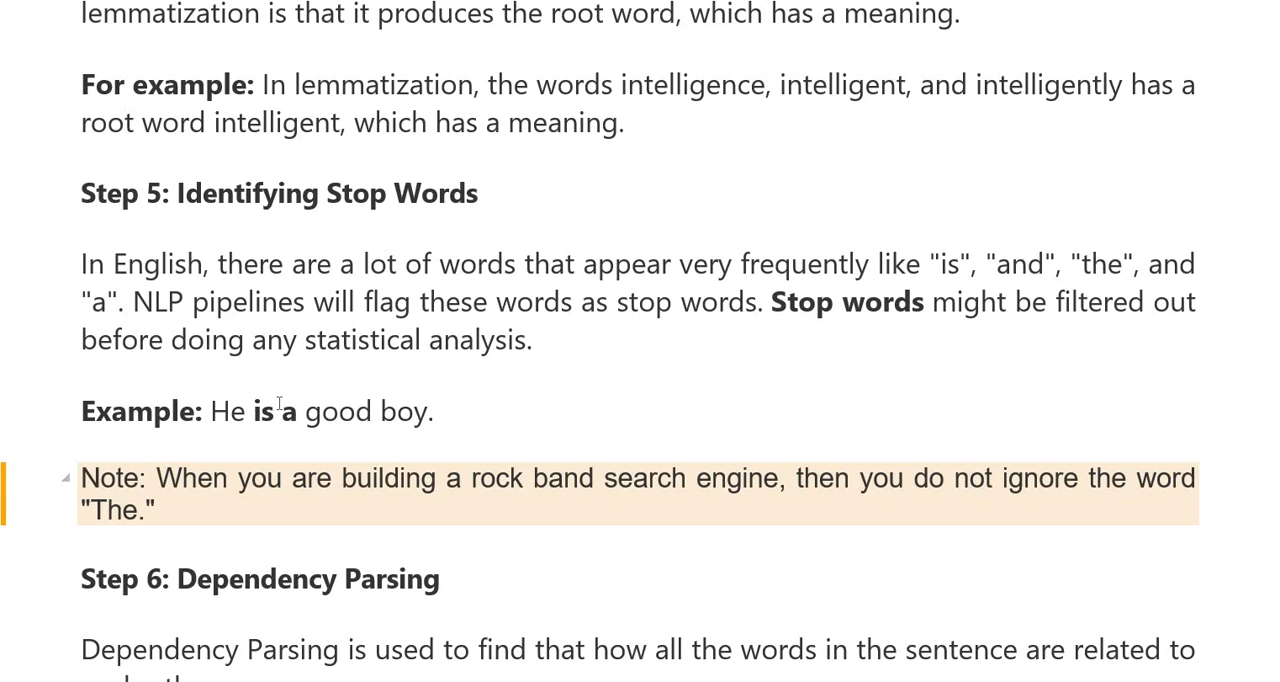 lemmatization is that it produces the root word, which has a meaning.
For example: In lemmatization, the words intelligence, intelligent, and intelligently has a
root word intelligent, which has a meaning.
Step 5: Identifying Stop Words
In English, there are a lot of words that appear very frequently like "is", "and", "the", and
"a". NLP pipelines will flag these words as stop words. Stop words might be filtered out
before doing any statistical analysis.
Example: He is a good boy.
Note: When you are building a rock band search engine, then you do not ignore the word
"The."
Step 6: Dependency Parsing
Dependency Parsing is used to find that how all the words in the sentence are related to